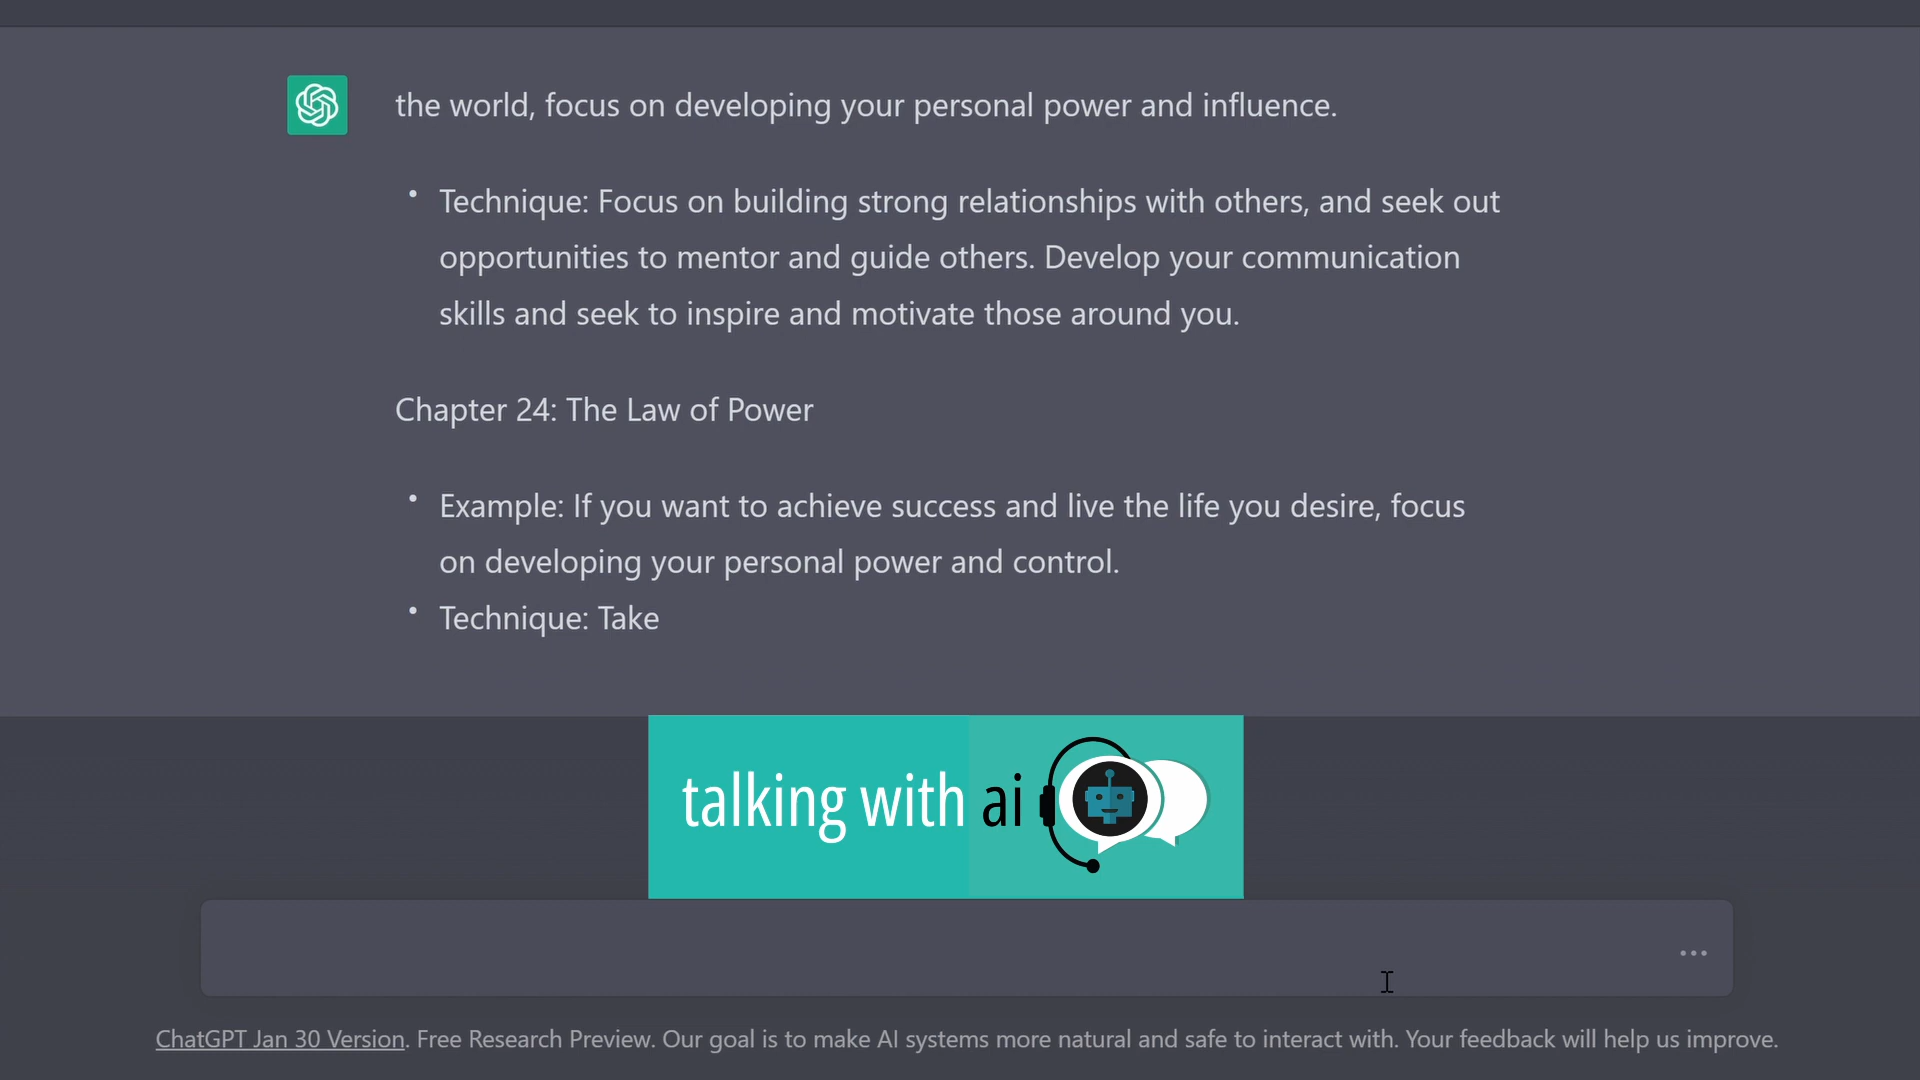 the world, focus on developing your personal power and influence.
• Technique: Focus on building strong relationships with others, and seek out
opportunities to mentor and guide others. Develop your communication
skills and seek to inspire and motivate those around you.
Chapter 24: The Law of Power
• Example: If you want to achieve success and live the life you desire, focus
on developing your personal power and control.
• Technique: Take
talking with ai
ChatGPT Jan 30 Version. Free Research Preview. Our goal is to make AI systems more natural and safe to interact with. Your feedback will help us improve.